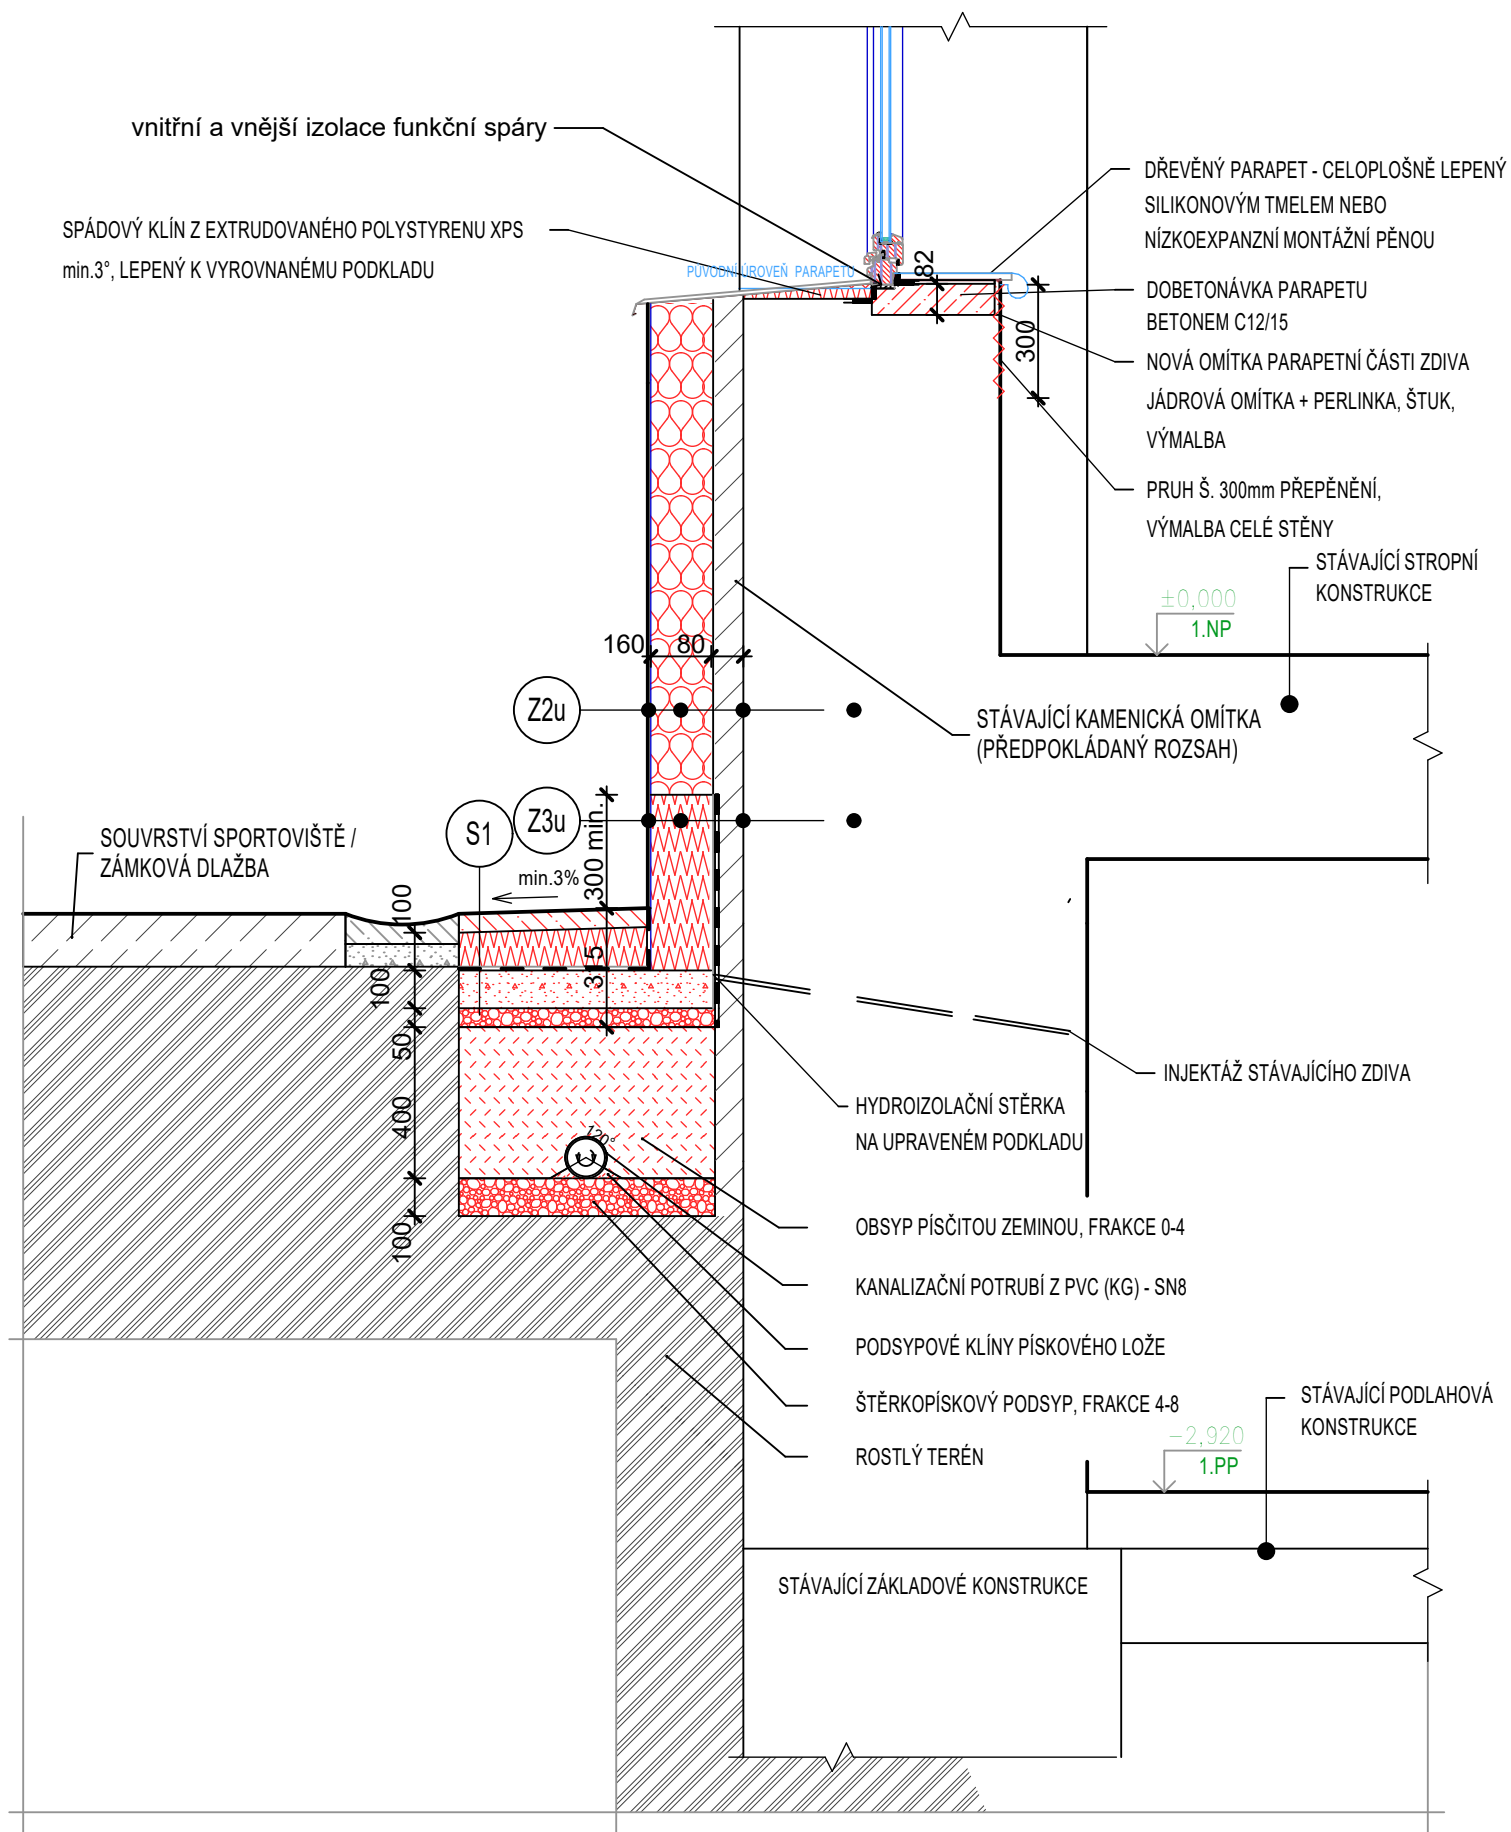 vnitřní a vnější izolace funkční spáry
SPÁDOVÝ KLÍN Z EXTRUDOVANÉHO POLYSTYRENU XPS
min.3°, LEPENÝ K VYROVNANÉMU PODKLADU
PŮVODNÍ ÚROVEŇ PARAPETU
82
300
DŘEVĚNÝ PARAPET - CELOPLOŠNĚ LEPENÝ
SILIKONOVÝM TMELEM NEBO
NÍZKOEXPANZNÍ MONTÁŽNÍ PĚNOU
DOBETONÁVKA PARAPETU
BETONEM C12/15
NOVÁ OMÍTKA PARAPETNÍ ČÁSTI ZDIVA
JÁDROVÁ OMÍTKA + PERLINKA, ŠTUK,
VÝMALBA
PRUH Š. 300mm PŘEPĚNĚNÍ,
VÝMALBA CELÉ STĚNY
STÁVAJÍCÍ STROPNÍ
KONSTRUKCE
±0,000
1.NP
160
80
Z2u
STÁVAJÍCÍ KAMENICKÁ OMÍTKA
(PŘEDPOKLÁDANÝ ROZSAH)
Z3u
S1
300 min.
SOUVRSTVÍ SPORTOVIŠTĚ /
ZÁMKOVÁ DLAŽBA
min.3%
100
315
100
50
400
100
120°
INJEKTÁŽ STÁVAJÍCÍHO ZDIVA
HYDROIZOLAČNÍ STĚRKA
NA UPRAVENÉM PODKLADU
OBSYP PÍSČITOU ZEMINOU, FRAKCE 0-4
KANALIZAČNÍ POTRUBÍ Z PVC (KG) - SN8
PODSYPOVÉ KLÍNY PÍSKOVÉHO LOŽE
ŠTĚRKOPÍSKOVÝ PODSYP, FRAKCE 4-8
ROSTLÝ TERÉN
STÁVAJÍCÍ PODLAHOVÁ
KONSTRUKCE
-2,920
1.PP
STÁVAJÍCÍ ZÁKLADOVÉ KONSTRUKCE